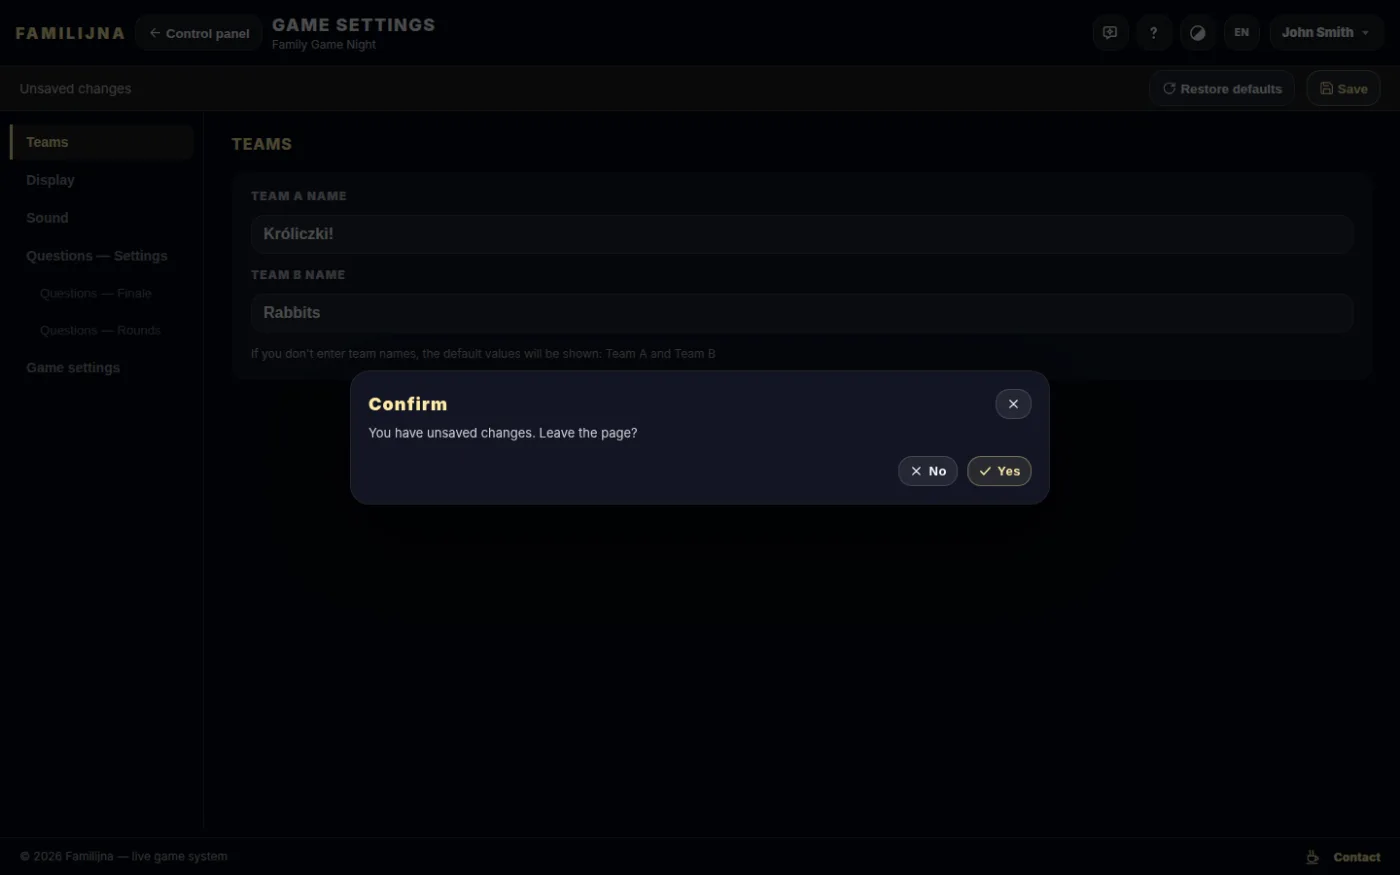 FAMILIJNA
Control panel
GAME SETTINGS
Family Game Night
?
EN
John Smith
Unsaved changes
Restore defaults
Save
Teams
Display
Sound
Questions — Settings
Questions — Finale
Questions — Rounds
Game settings
TEAMS
TEAM A NAME
Króliczki!
TEAM B NAME
Rabbits
If you don't enter team names, the default values will be shown: Team A and Team B
Confirm
You have unsaved changes. Leave the page?
No
Yes
© 2026 Familijna — live game system
Contact